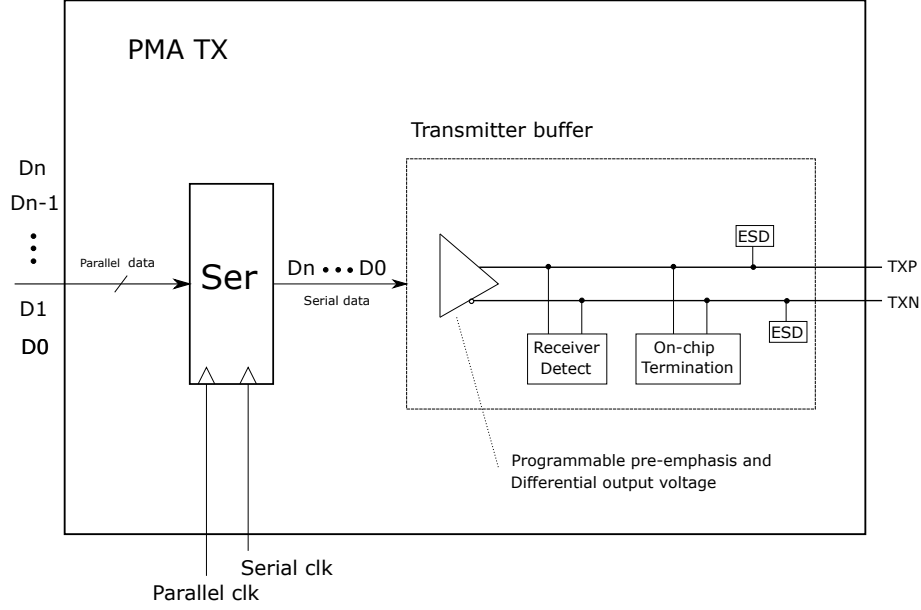 PMA TX
Transmitter buffer
Dn
Dn-1
Parallel data
D1
D0
Ser
Dn ••• D0
Serial data
ESD
TXP
TXN
ESD
Receiver
Detect
On-chip
Termination
Programmable pre-emphasis and
Differential output voltage
Serial clk
Parallel clk